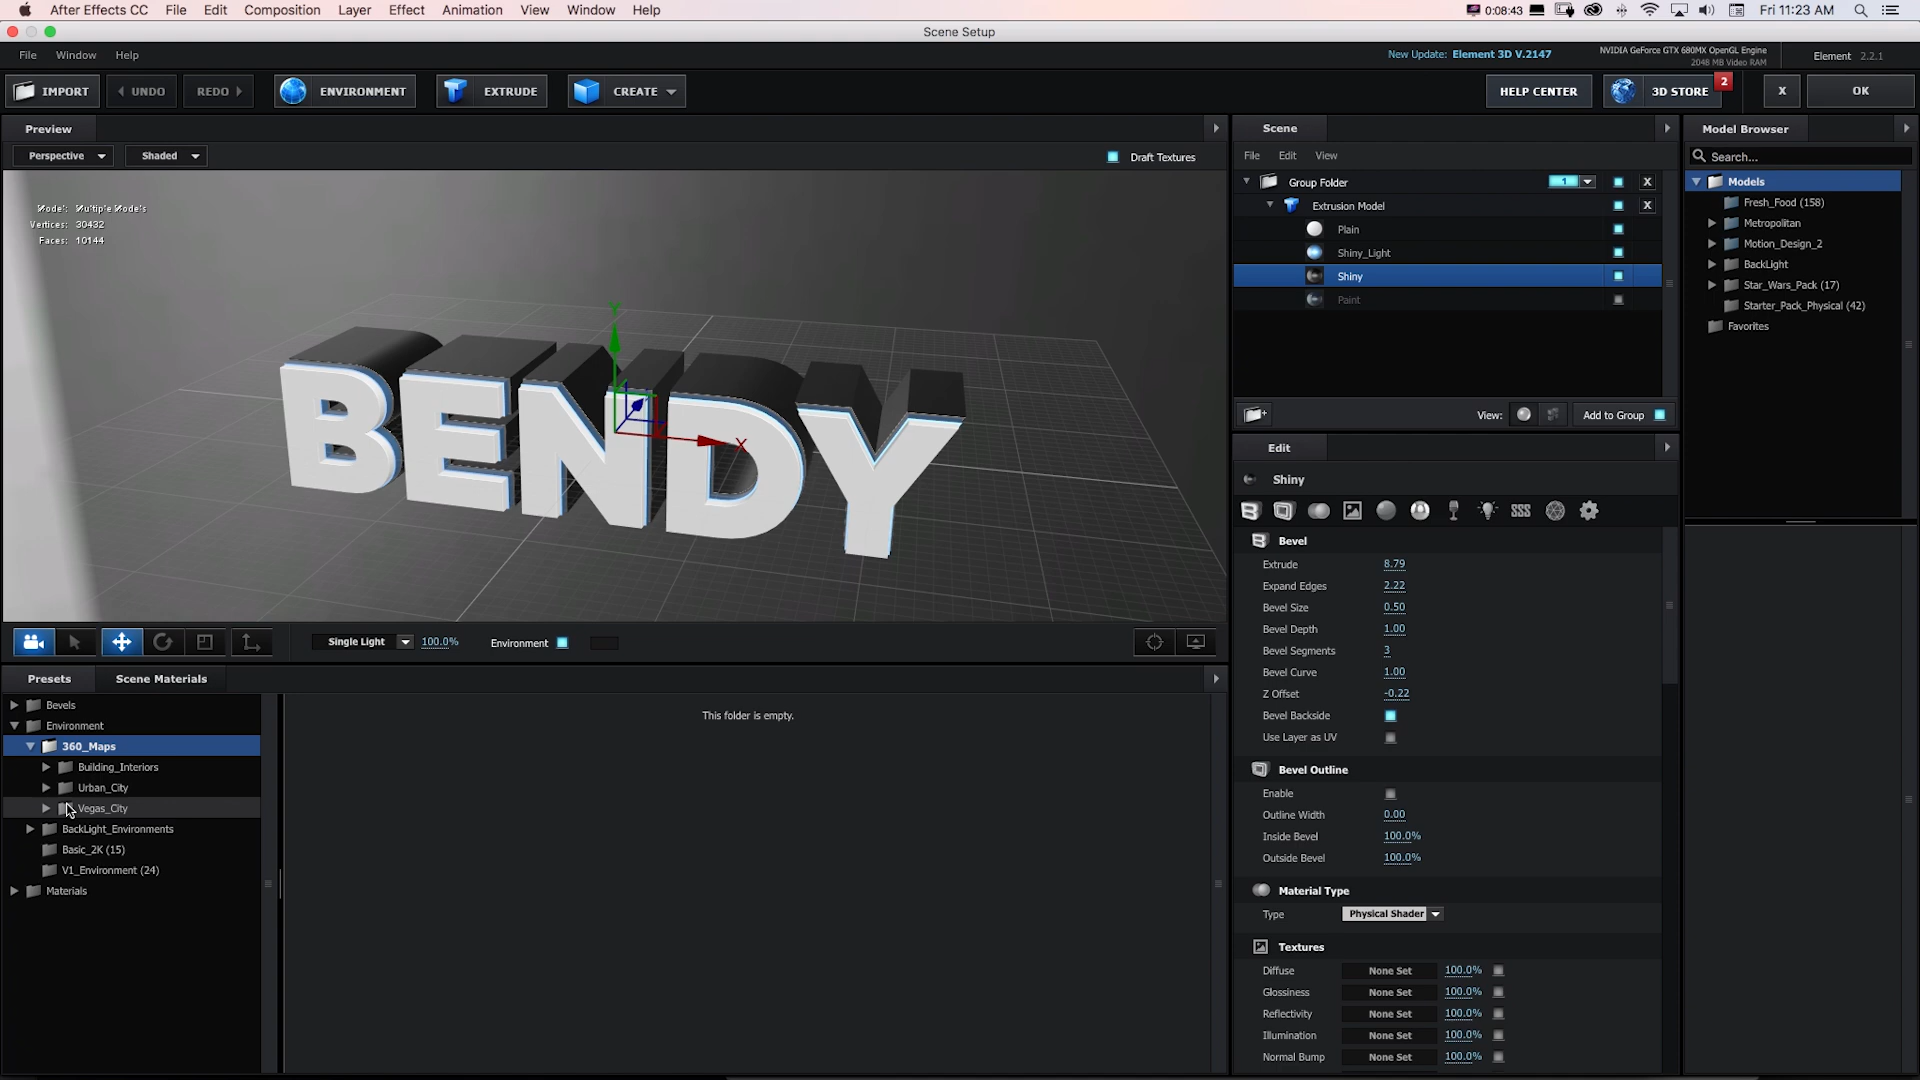 After Effects CC File Edit Composition Layer Effect Animation View Window Help 0:08:43 Fri 11:23 AM
Scene Setup
File Window Help New Update: Element 3D V.2147 NVIDIA GeForce GTX 680MX OpenGL Engine Element 2.2.1
2048 MB Video RAM
IMPORT UNDO REDO ENVIRONMENT EXTRUDE CREATE HELP CENTER 3D STORE 2 X OK
Preview Scene Model Browser
Perspective Shaded Draft Textures File Edit View Search...
Group Folder 1 X Models
Extrusion Model X Fresh_Food (158)
Plain Metropolitan
Shiny_Light Motion_Design_2
Shiny BackLight
Paint Star_Wars_Pack (17)
Starter_Pack_Physical (42)
Favorites
Model: Multiple Models
Vertices: 30432
Faces: 10144
Y
X
BENDY
View: Add to Group
Edit
Shiny
SSS
Bevel
Extrude 8.79
Expand Edges 2.22
Bevel Size 0.50
Bevel Depth 1.00
Bevel Segments 3
Bevel Curve 1.00
Z Offset -0.22
Bevel Backside
Use Layer as UV
Bevel Outline
Enable
Outline Width 0.00
Inside Bevel 100.0%
Outside Bevel 100.0%
Material Type
Type Physical Shader
Textures
Diffuse None Set 100.0%
Glossiness None Set 100.0%
Reflectivity None Set 100.0%
Illumination None Set 100.0%
Normal Bump None Set 100.0%
Single Light 100.0% Environment
Presets Scene Materials
Bevels
Environment
360_Maps
Building_Interiors
Urban_City
Vegas_City
BackLight_Environments
Basic_2K (15)
V1_Environment (24)
Materials
This folder is empty.